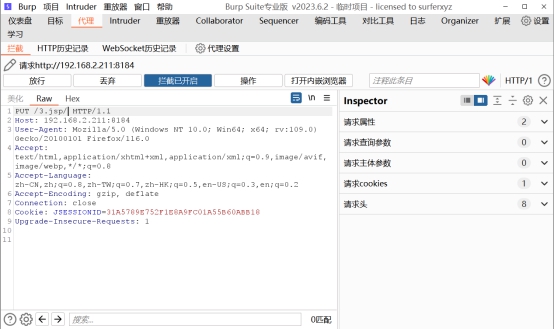 Burp 项目 Intruder 重放器 窗口 帮助 Burp Suite专业版 v2023.6.2 - 临时项目 - licensed to surferxyz
仪表盘 目标 代理 Intruder 重放器 Collaborator Sequencer 编码工具 对比工具 日志 Organizer 扩展 设置
学习
拦截 HTTP历史记录 WebSocket历史记录 代理设置
请求http://192.168.2.211:8184
放行 丢弃 拦截已开启 操作 打开内嵌浏览器 注释此条目 HTTP/1
美化 Raw Hex \n
Inspector
1 PUT /3.jsp/ HTTP/1.1
2 Host: 192.168.2.211:8184
3 User-Agent: Mozilla/5.0 (Windows NT 10.0; Win64; x64; rv:109.0)
Gecko/20100101 Firefox/116.0
4 Accept:
text/html,application/xhtml+xml,application/xml;q=0.9,image/avif,
image/webp,*/*;q=0.8
5 Accept-Language:
zh-CN,zh;q=0.8,zh-TW;q=0.7,zh-HK;q=0.5,en-US;q=0.3,en;q=0.2
6 Accept-Encoding: gzip, deflate
7 Connection: close
8 Cookie: JSESSIONID=31A5789E752F1E8A9FC01A55B60ABB18
9 Upgrade-Insecure-Requests: 1
10
11
请求属性 2
请求查询参数 0
请求主体参数 0
请求cookies 1
请求头 8
搜索... 0匹配